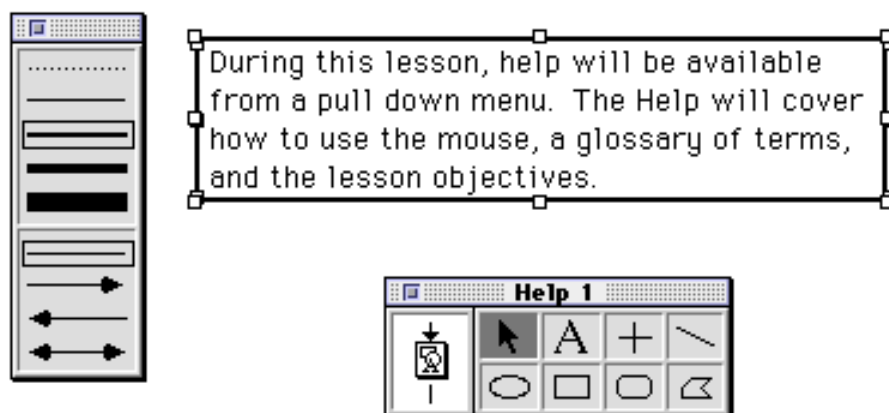 During this lesson, help will be available
from a pull down menu.  The Help will cover
how to use the mouse, a glossary of terms,
and the lesson objectives.
Help 1
A